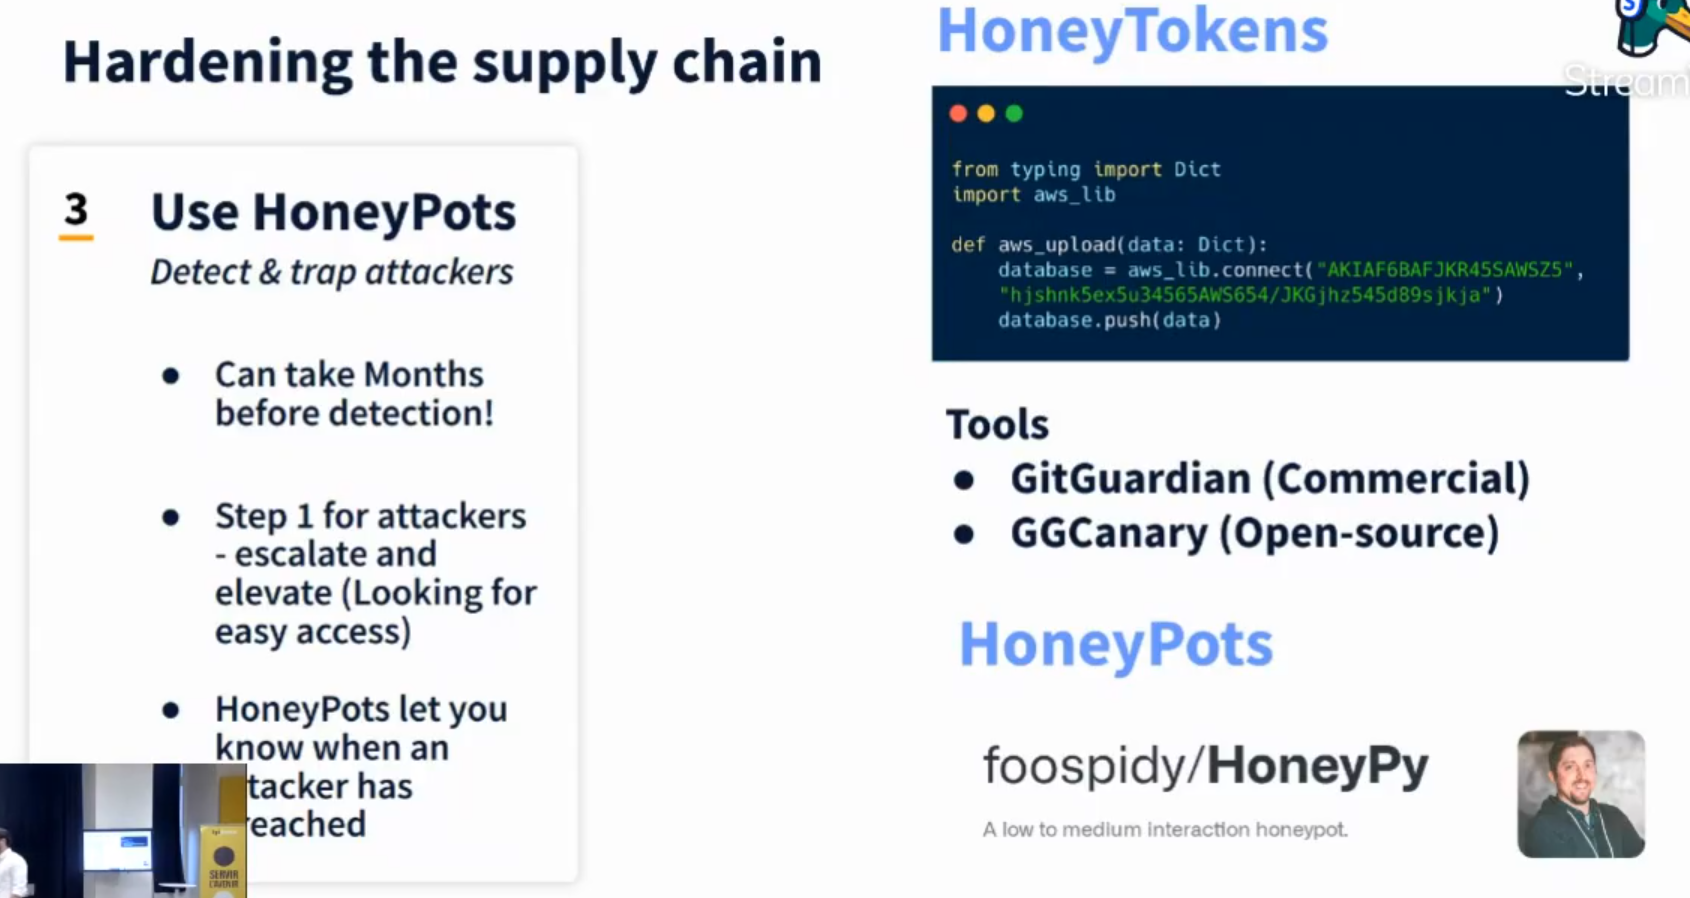 Hardening the supply chain
3
Use HoneyPots
Detect & trap attackers
● Can take Months
before detection!
● Step 1 for attackers
- escalate and
elevate (Looking for
easy access)
● HoneyPots let you
know when an
tacker has
reached
SERVIR
L'AVENIR
HoneyTokens
Stream
from typing import Dict
import aws_lib
def aws_upload(data: Dict):
database = aws_lib.connect("AKIAF6BAFJKR45SAWSZ5",
"hjshnk5ex5u34565AWS654/JKGjhz545d89sjkja")
database.push(data)
Tools
● GitGuardian (Commercial)
● GGCanary (Open-source)
HoneyPots
foospidy/HoneyPy
A low to medium interaction honeypot.